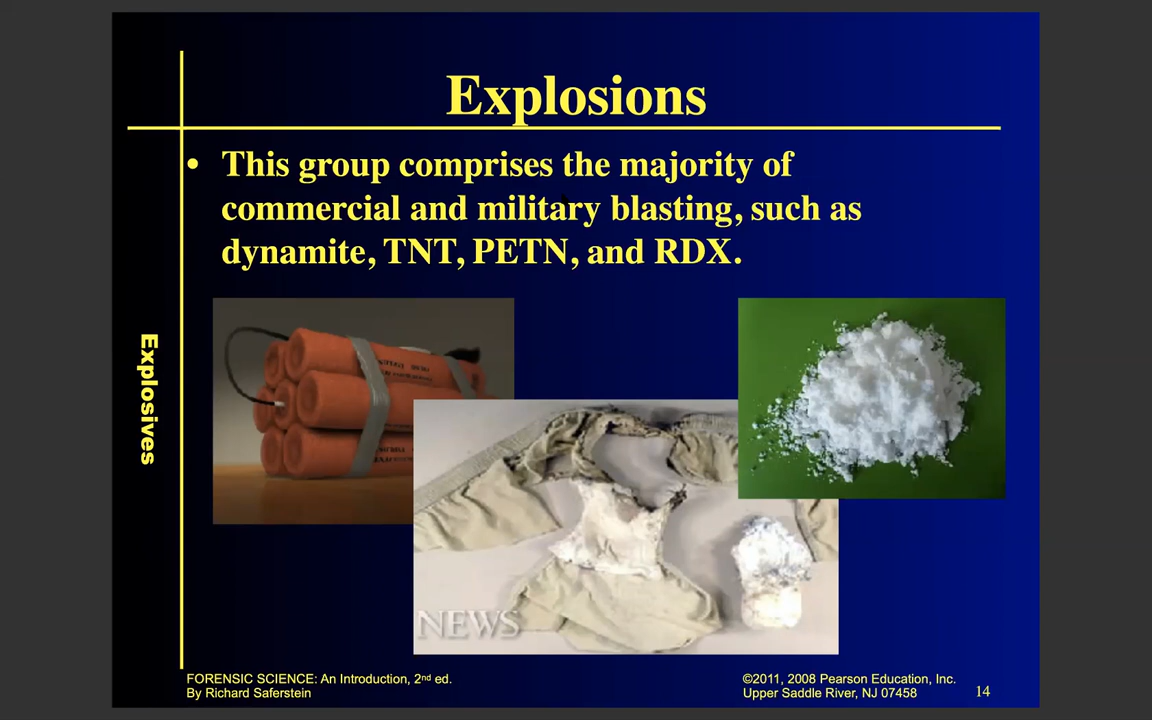 Explosions
• This group comprises the majority of
commercial and military blasting, such as
dynamite, TNT, PETN, and RDX.
Explosives
NEWS
FORENSIC SCIENCE: An Introduction, 2nd ed.
By Richard Saferstein
©2011, 2008 Pearson Education, Inc.
Upper Saddle River, NJ 07458
14